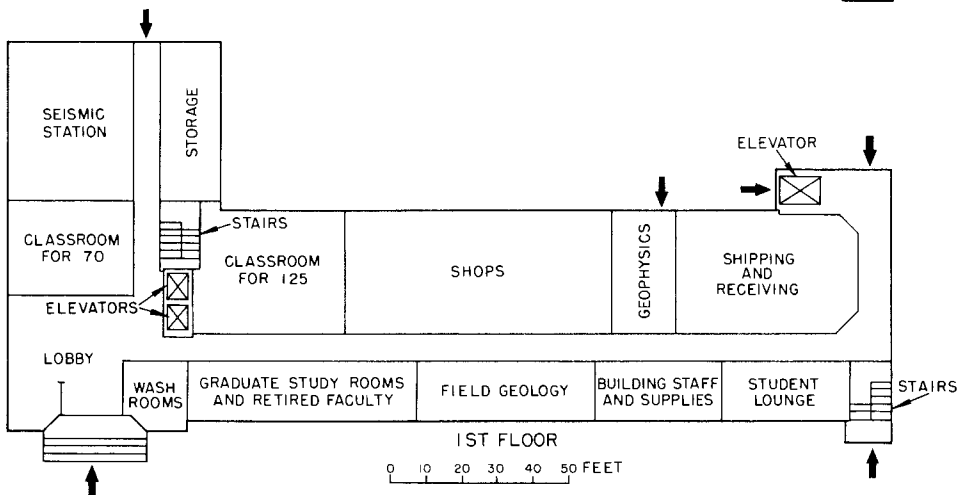 ELEVATOR
SEISMIC
STATION
STORAGE
STAIRS
CLASSROOM
FOR 70
CLASSROOM
FOR 125
SHOPS
GEOPHYSICS
SHIPPING
AND
RECEIVING
ELEVATORS
LOBBY
WASH
ROOMS
GRADUATE STUDY ROOMS
AND RETIRED FACULTY
FIELD GEOLOGY
BUILDING STAFF
AND SUPPLIES
STUDENT
LOUNGE
STAIRS
1ST FLOOR
0 10 20 30 40 50 FEET